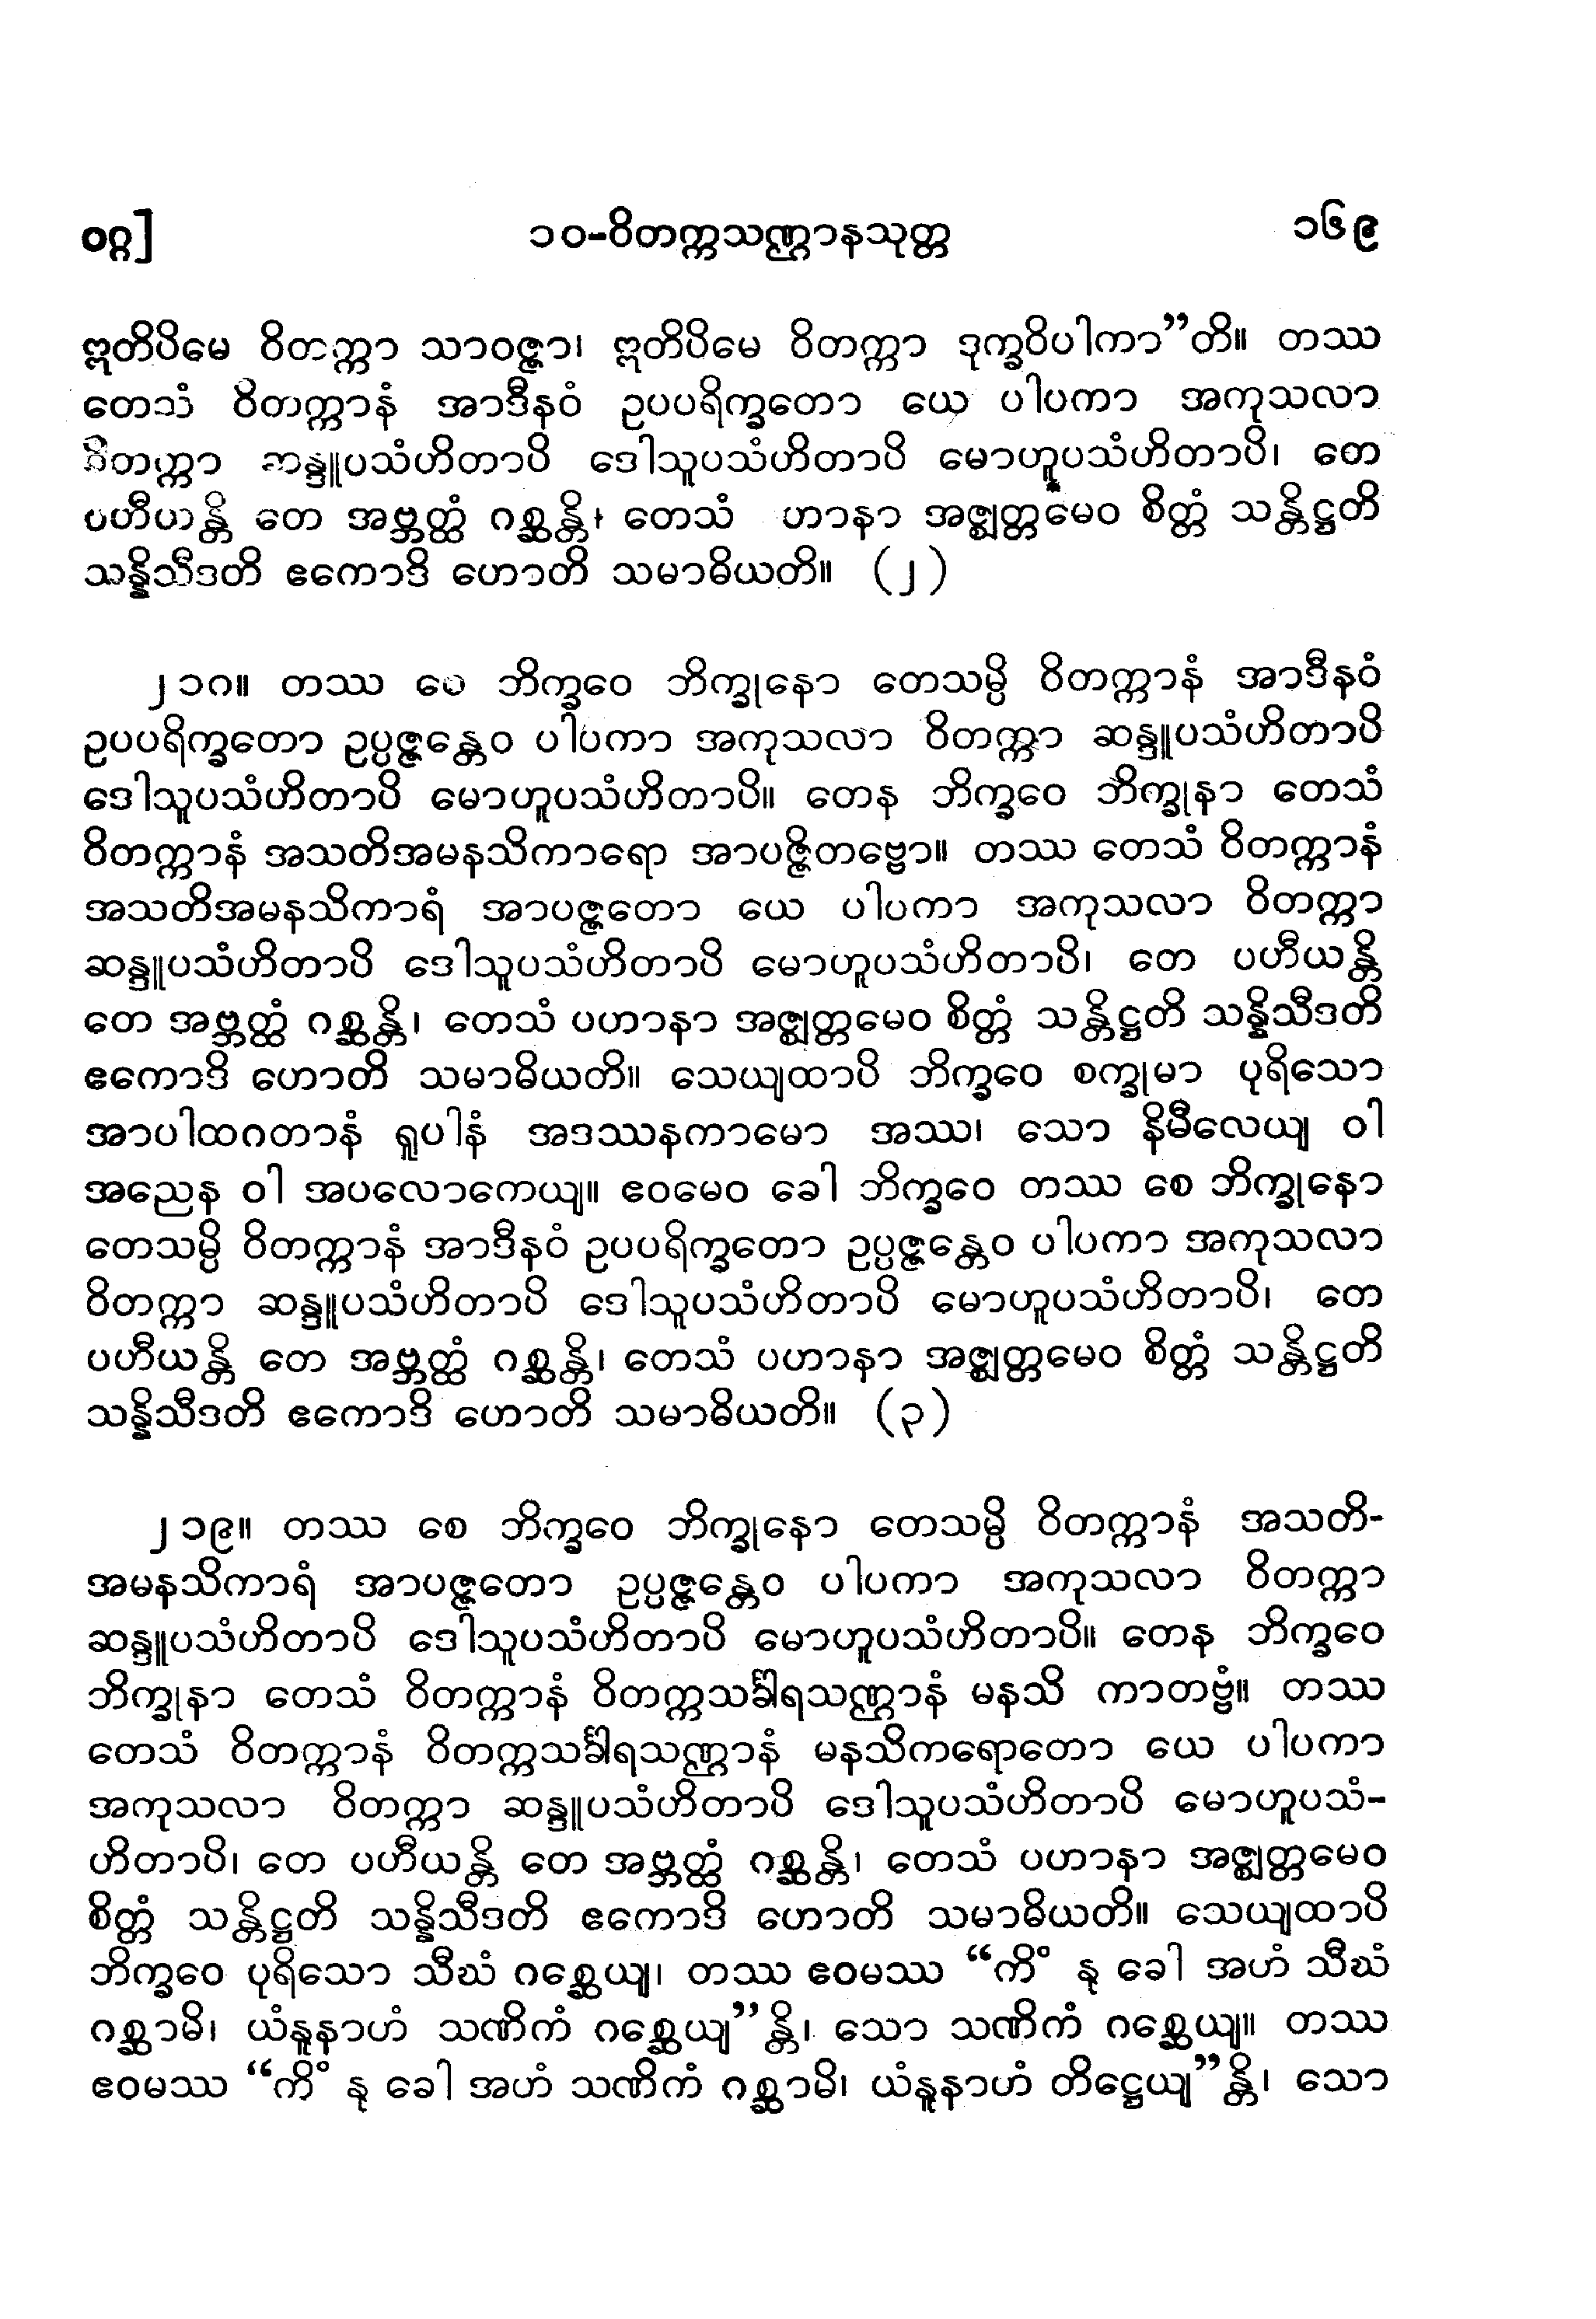 ဝဂ္ဂ]
၁၀-ဝိတက္ကသဏ္ဌာနသုတ္တ
၁၆၉
ဣတိပိမေ ဝိတက္ကာ သာဝဇ္ဇာ၊ ဣတိပိမေ ဝိတက္ကာ ဒုက္ခဝိပါကာ”တိ။ တဿ
တေသံ ဝိတက္ကာနံ အာဒီနဝံ ဥပပရိက္ခတော ယေ ပါပကာ အကုသလာ
ဝိတက္ကာ ဆန္ဒူပသံဟိတာပိ ဒေါသူပသံဟိတာပိ မောဟူပသံဟိတာပိ၊ တေ
ပဟီယန္တိ တေ အဗ္ဘတ္ထံ ဂစ္ဆန္တိ၊ တေသံ ဟာနာ အဇ္ဈတ္တမေဝ စိတ္တံ သန္တိဋ္ဌတိ
သန္နိသီဒတိ ဧကောဒိ ဟောတိ သမာဓိယတိ။ (၂)
၂၁၈။ တဿ စေ ဘိက္ခဝေ ဘိက္ခုနော တေသမ္ပိ ဝိတက္ကာနံ အာဒီနဝံ
ဥပပရိက္ခတော ဥပ္ပဇ္ဇန္တေဝ ပါပကာ အကုသလာ ဝိတက္ကာ ဆန္ဒူပသံဟိတာပိ
ဒေါသူပသံဟိတာပိ မောဟူပသံဟိတာပိ။ တေန ဘိက္ခဝေ ဘိက္ခုနာ တေသံ
ဝိတက္ကာနံ အသတိအမနသိကာရော အာပဇ္ဇိတဗ္ဗော။ တဿ တေသံ ဝိတက္ကာနံ
အသတိအမနသိကာရံ အာပဇ္ဇတော ယေ ပါပကာ အကုသလာ ဝိတက္ကာ
ဆန္ဒူပသံဟိတာပိ ဒေါသူပသံဟိတာပိ မောဟူပသံဟိတာပိ၊ တေ ပဟီယန္တိ
တေ အဗ္ဘတ္ထံ ဂစ္ဆန္တိ၊ တေသံ ပဟာနာ အဇ္ဈတ္တမေဝ စိတ္တံ သန္တိဋ္ဌတိ သန္နိသီဒတိ
ဧကောဒိ ဟောတိ သမာဓိယတိ။ သေယျထာပိ ဘိက္ခဝေ စက္ခုမာ ပုရိသော
အာပါထဂတာနံ ရူပါနံ အဒဿနကာမော အဿ၊ သော နိမီလေယျ ဝါ
အညေန ဝါ အပလောကေယျ။ ဧဝမေဝ ခေါ ဘိက္ခဝေ တဿ စေ ဘိက္ခုနော
တေသမ္ပိ ဝိတက္ကာနံ အာဒီနဝံ ဥပပရိက္ခတော ဥပ္ပဇ္ဇန္တေဝ ပါပကာ အကုသလာ
ဝိတက္ကာ ဆန္ဒူပသံဟိတာပိ ဒေါသူပသံဟိတာပိ မောဟူပသံဟိတာပိ၊ တေ
ပဟီယန္တိ တေ အဗ္ဘတ္ထံ ဂစ္ဆန္တိ၊ တေသံ ပဟာနာ အဇ္ဈတ္တမေဝ စိတ္တံ သန္တိဋ္ဌတိ
သန္နိသီဒတိ ဧကောဒိ ဟောတိ သမာဓိယတိ။ (၃)
၂၁၉။ တဿ စေ ဘိက္ခဝေ ဘိက္ခုနော တေသမ္ပိ ဝိတက္ကာနံ အသတိ-
အမနသိကာရံ အာပဇ္ဇတော ဥပ္ပဇ္ဇန္တေဝ ပါပကာ အကုသလာ ဝိတက္ကာ
ဆန္ဒူပသံဟိတာပိ ဒေါသူပသံဟိတာပိ မောဟူပသံဟိတာပိ။ တေန ဘိက္ခဝေ
ဘိက္ခုနာ တေသံ ဝိတက္ကာနံ ဝိတက္ကသင်္ခါရသဏ္ဌာနံ မနသိ ကာတဗ္ဗံ။ တဿ
တေသံ ဝိတက္ကာနံ ဝိတက္ကသင်္ခါရသဏ္ဌာနံ မနသိကရောတော ယေ ပါပကာ
အကုသလာ ဝိတက္ကာ ဆန္ဒူပသံဟိတာပိ ဒေါသူပသံဟိတာပိ မောဟူပသံ-
ဟိတာပိ၊ တေ ပဟီယန္တိ တေ အဗ္ဘတ္ထံ ဂစ္ဆန္တိ၊ တေသံ ပဟာနာ အဇ္ဈတ္တမေဝ
စိတ္တံ သန္တိဋ္ဌတိ သန္နိသီဒတိ ဧကောဒိ ဟောတိ သမာဓိယတိ။ သေယျထာပိ
ဘိက္ခဝေ ပုရိသော သီဃံ ဂစ္ဆေယျ၊ တဿ ဧဝမဿ “ကိံ နု ခေါ အဟံ သီဃံ
ဂစ္ဆာမိ၊ ယံနူနာဟံ သဏိကံ ဂစ္ဆေယျ”န္တိ၊ သော သဏိကံ ဂစ္ဆေယျ။ တဿ
ဧဝမဿ “ကိံ နု ခေါ အဟံ သဏိကံ ဂစ္ဆာမိ၊ ယံနူနာဟံ တိဋ္ဌေယျ”န္တိ၊ သော